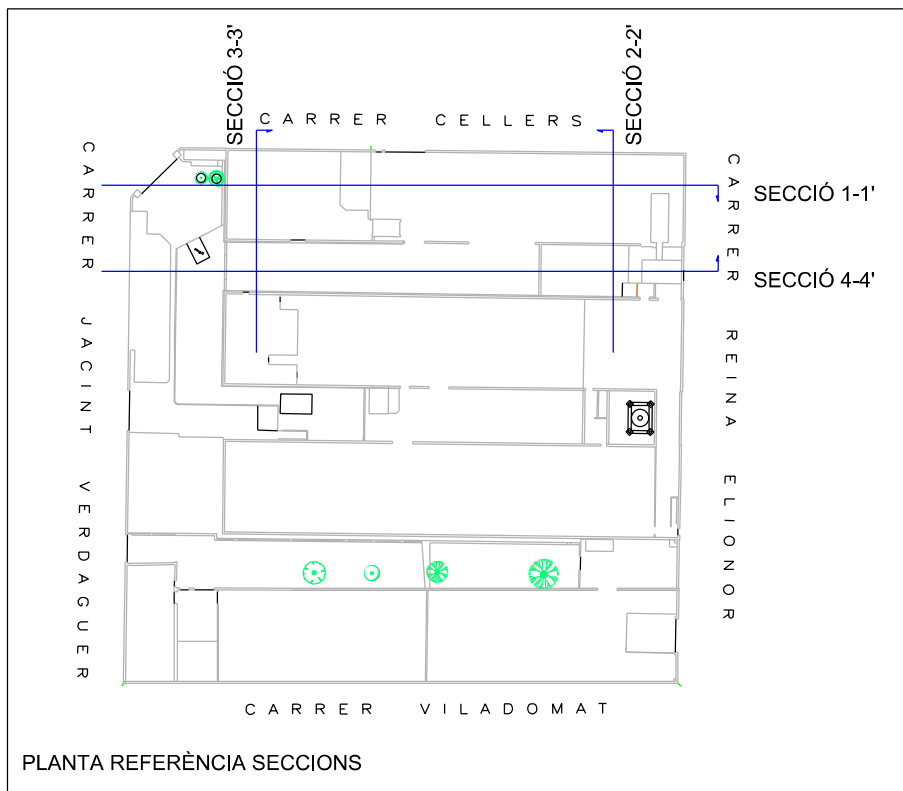 SECCIÓ 3-3'
SECCIÓ 2-2'
CARRER CELLERS
CARRER JACINT VERDAGUER
CARRER REINA ELIONOR
SECCIÓ 1-1'
SECCIÓ 4-4'
CARRER VILADOMAT
PLANTA REFERÈNCIA SECCIONS